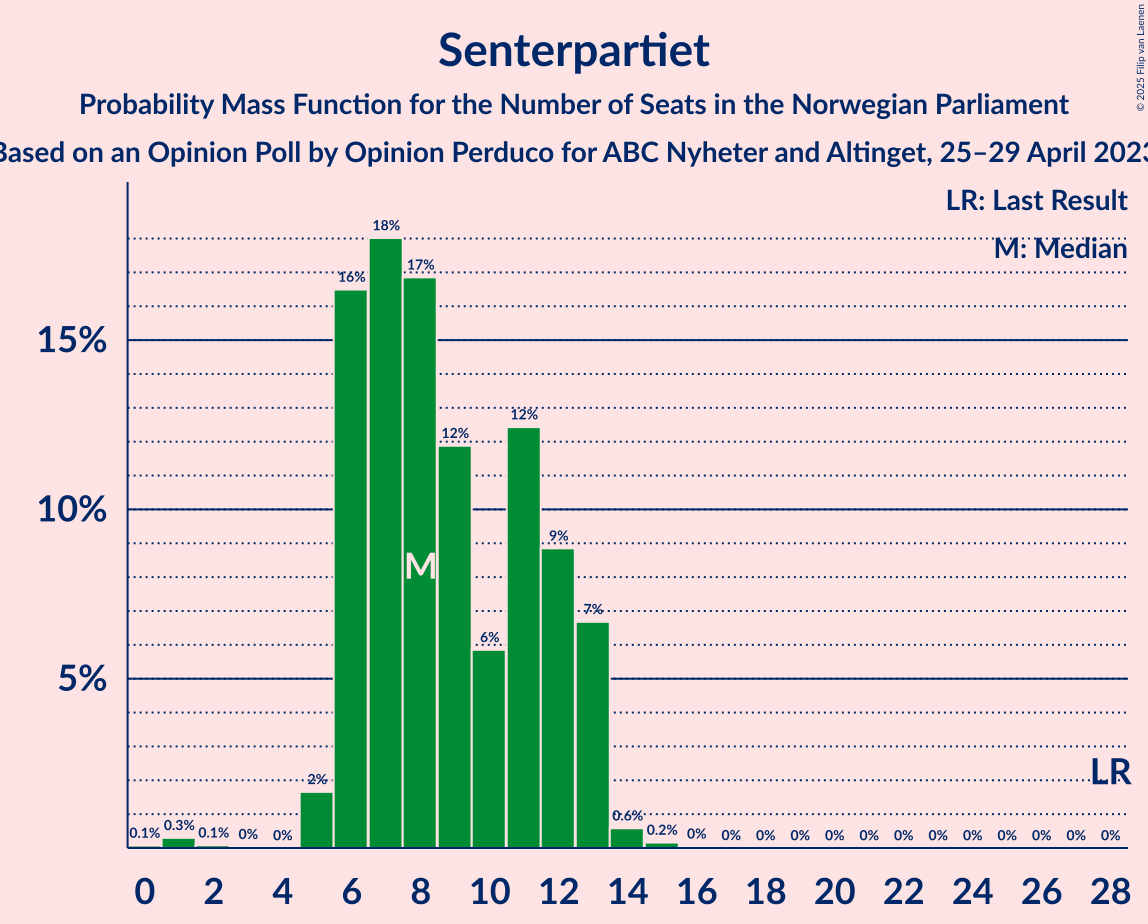 Senterpartiet
Probability Mass Function for the Number of Seats in the Norwegian Parliament
Based on an Opinion Poll by Opinion Perduco for ABC Nyheter and Altinget, 25–29 April 2023
© 2025 Filip van Laenen
LR: Last Result
M: Median
15%
10%
5%
0.1% 0.3% 0.1% 0% 0% 2% 16% 18% 17% 12% 6% 12% 9% 7% 0.6% 0.2% 0% 0% 0% 0% 0% 0% 0% 0% 0% 0% 0% 0% 0%
M
LR
0 2 4 6 8 10 12 14 16 18 20 22 24 26 28